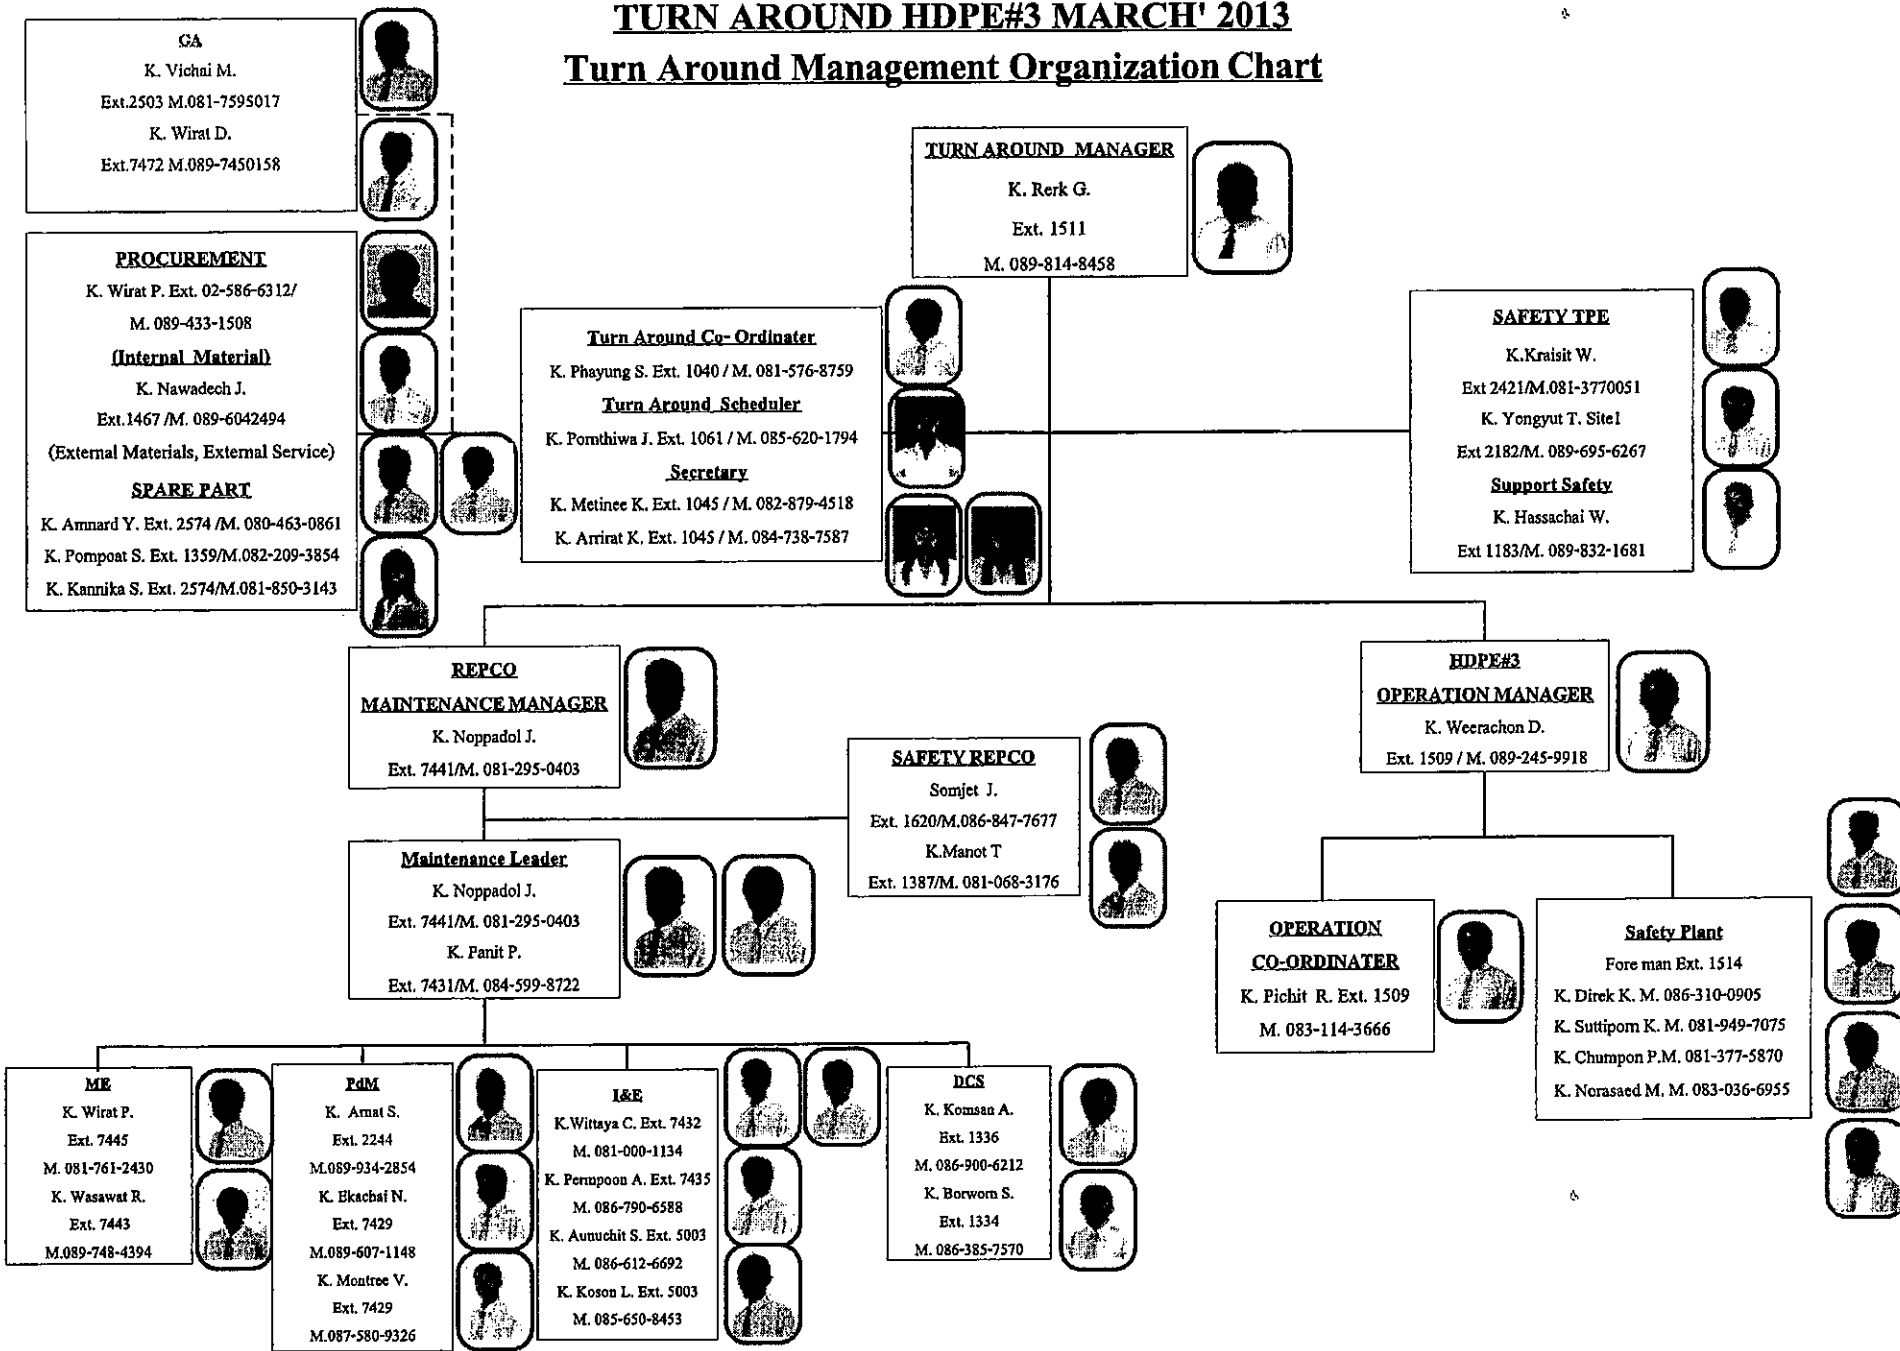 TURN AROUND HDPE#3 MARCH' 2013
Turn Around Management Organization Chart
GA
K. Vichai M.
Ext.2503 M.081-7595017
K. Wirat D.
Ext.7472 M.089-7450158
TURN AROUND MANAGER
K. Rerk G.
Ext. 1511
M. 089-814-8458
PROCUREMENT
K. Wirat P. Ext. 02-586-6312/
M. 089-433-1508
(Internal Material)
K. Nawadech J.
Ext.1467 /M. 089-6042494
(External Materials, External Service)
SPARE PART
K. Amnard Y. Ext. 2574 /M. 080-463-0861
K. Pornpoat S. Ext. 1359/M.082-209-3854
K. Kannika S. Ext. 2574/M.081-850-3143
Turn Around Co- Ordinater
K. Phayung S. Ext. 1040 / M. 081-576-8759
Turn Around Scheduler
K. Pornthiwa J. Ext. 1061 / M. 085-620-1794
Secretary
K. Metinee K. Ext. 1045 / M. 082-879-4518
K. Arrirat K. Ext. 1045 / M. 084-738-7587
SAFETY TPE
K.Kraisit W.
Ext 2421/M.081-3770051
K. Yongyut T. Site1
Ext 2182/M. 089-695-6267
Support Safety
K. Hassachai W.
Ext 1183/M. 089-832-1681
REPCO
MAINTENANCE MANAGER
K. Noppadol J.
Ext. 7441/M. 081-295-0403
HDPE#3
OPERATION MANAGER
K. Weerachon D.
Ext. 1509 / M. 089-245-9918
SAFETY REPCO
Somjet J.
Ext. 1620/M.086-847-7677
K.Manot T
Ext. 1387/M. 081-068-3176
Maintenance Leader
K. Noppadol J.
Ext. 7441/M. 081-295-0403
K. Panit P.
Ext. 7431/M. 084-599-8722
OPERATION
CO-ORDINATER
K. Pichit R. Ext. 1509
M. 083-114-3666
Safety Plant
Fore man Ext. 1514
K. Direk K. M. 086-310-0905
K. Suttiporn K. M. 081-949-7075
K. Chumpon P.M. 081-377-5870
K. Norasaed M. M. 083-036-6955
ME
K. Wirat P.
Ext. 7445
M. 081-761-2430
K. Wasawat R.
Ext. 7443
M.089-748-4394
PdM
K. Arnat S.
Ext. 2244
M.089-934-2854
K. Ekachai N.
Ext. 7429
M.089-607-1148
K. Montree V.
Ext. 7429
M.087-580-9326
I&E
K.Wittaya C. Ext. 7432
M. 081-000-1134
K. Permpoon A. Ext. 7435
M. 086-790-6588
K. Aunuchit S. Ext. 5003
M. 086-612-6692
K. Koson L. Ext. 5003
M. 085-650-8453
DCS
K. Komsan A.
Ext. 1336
M. 086-900-6212
K. Borworn S.
Ext. 1334
M. 086-385-7570